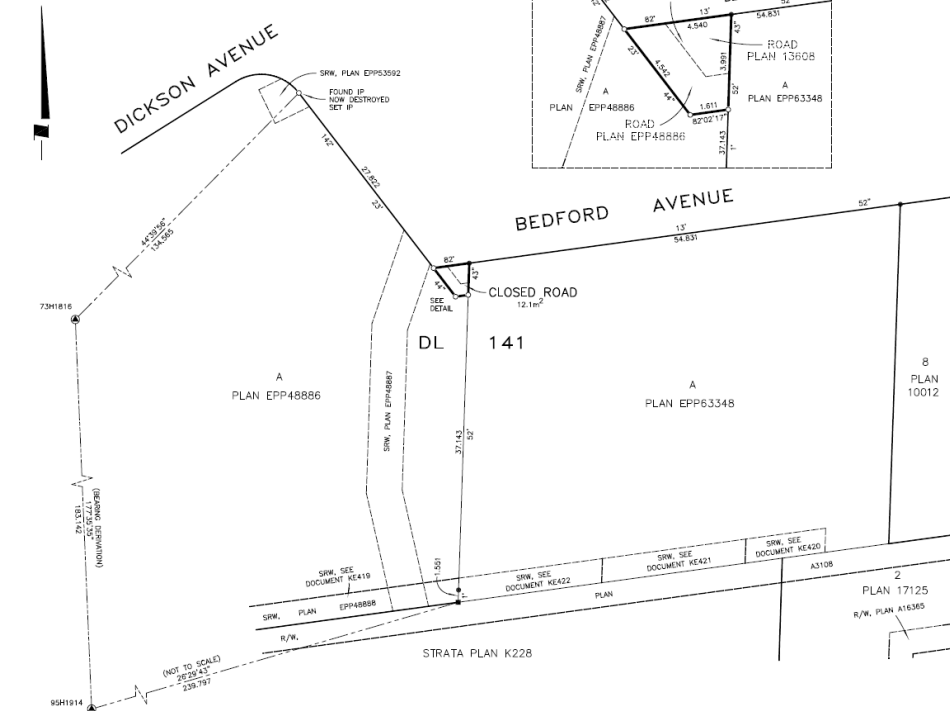 DICKSON AVENUE
SRW, PLAN EPP53592
FOUND IP
NOW DESTROYED
SET IP
142'
27.822
23"
44°39'56"
134.565
73H1816
(BEARING DERIVATION)
177°35'35"
183.142
95H1914
(NOT TO SCALE)
26°29'43"
239.797
82'
13'
52"
4.540
54.831
43"
ROAD
PLAN 13608
SRW, PLAN EPP48887
23"
4.542
44"
3.991
52'
A
PLAN EPP48886
A
PLAN EPP63348
ROAD
PLAN EPP48886
1.611
82°02'17"
37.143
1"
BEDFORD AVENUE
13'
52"
54.831
82'
43"
44"
SEE
DETAIL
CLOSED ROAD
12.1m²
DL 141
A
PLAN EPP48886
SRW, PLAN EPP48887
37.143
52'
A
PLAN EPP63348
8
PLAN
10012
1.551
1"
SRW, SEE
DOCUMENT KE419
SRW, SEE
DOCUMENT KE422
SRW, SEE
DOCUMENT KE421
SRW, SEE
DOCUMENT KE420
SRW, PLAN EPP48888
R/W, PLAN A3108
STRATA PLAN K228
2
PLAN 17125
R/W, PLAN A16365